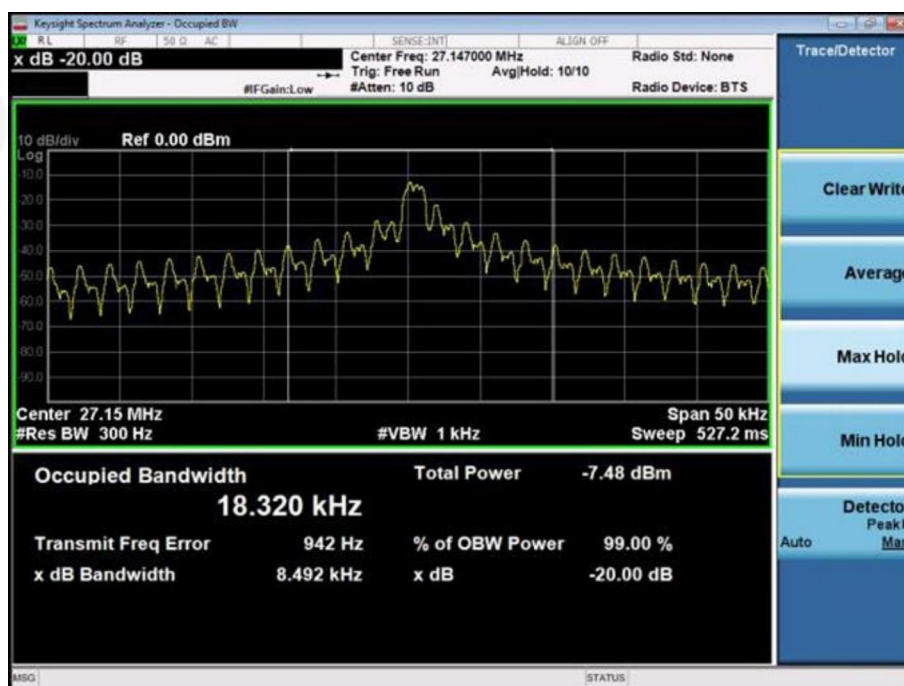 Keysight Spectrum Analyzer - Occupied BW
RL RF 50 Ω AC SENSE:INT ALIGN OFF
x dB -20.00 dB
Center Freq: 27.147000 MHz
Radio Std: None
Trig: Free Run Avg|Hold: 10/10
#IFGain:Low
#Atten: 10 dB
Radio Device: BTS
10 dB/div Ref 0.00 dBm
Log
-10.0
-20.0
-30.0
-40.0
-50.0
-60.0
-70.0
-80.0
-90.0
Center 27.15 MHz
Span 50 kHz
#Res BW 300 Hz
#VBW 1 kHz
Sweep 527.2 ms
Occupied Bandwidth
18.320 kHz
Total Power -7.48 dBm
Transmit Freq Error 942 Hz
% of OBW Power 99.00 %
x dB Bandwidth 8.492 kHz
x dB -20.00 dB
MSG
STATUS
Trace/Detector
Clear Write
Average
Max Hold
Min Hold
Detecto
Peak
Auto Man